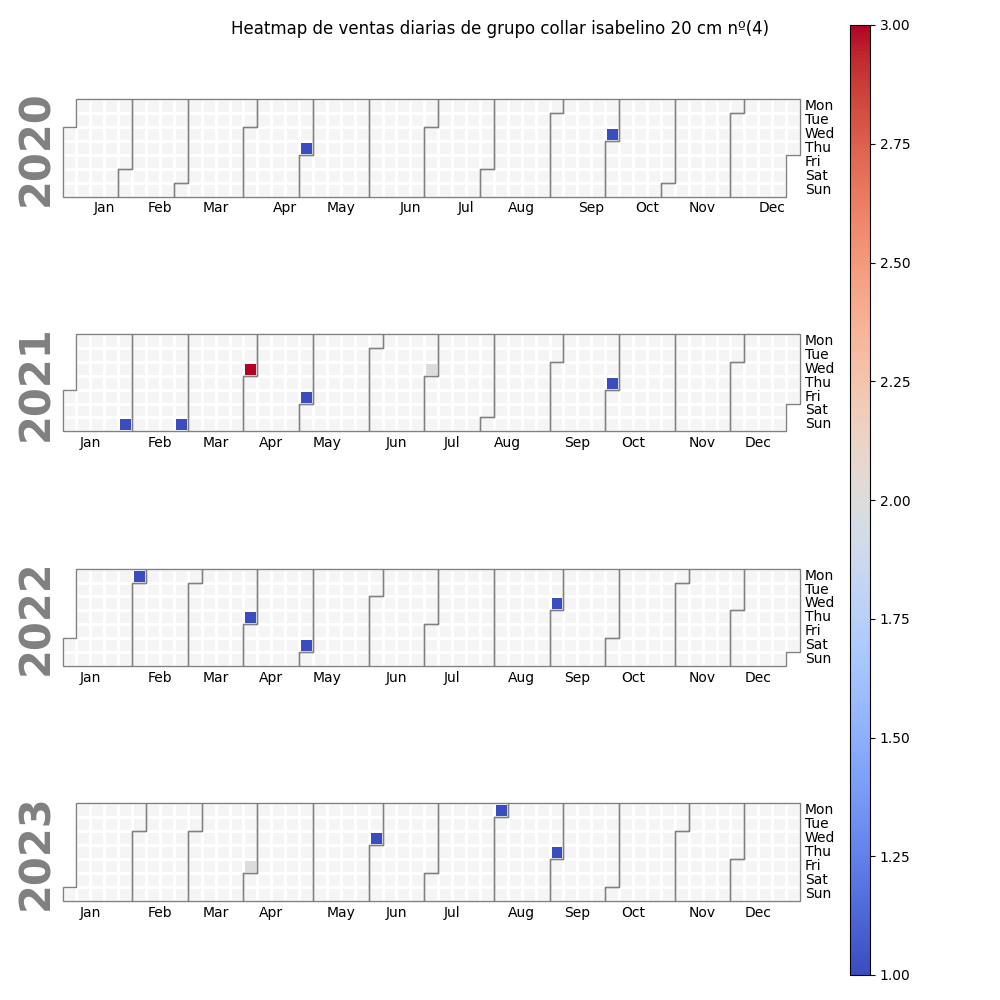 Heatmap de ventas diarias de grupo collar isabelino 20 cm nº(4)
2020
Mon
Tue
Wed
Thu
Fri
Sat
Sun
Jan Feb Mar Apr May Jun Jul Aug Sep Oct Nov Dec
2021
Mon
Tue
Wed
Thu
Fri
Sat
Sun
Jan Feb Mar Apr May Jun Jul Aug Sep Oct Nov Dec
2022
Mon
Tue
Wed
Thu
Fri
Sat
Sun
Jan Feb Mar Apr May Jun Jul Aug Sep Oct Nov Dec
2023
Mon
Tue
Wed
Thu
Fri
Sat
Sun
Jan Feb Mar Apr May Jun Jul Aug Sep Oct Nov Dec
3.00
2.75
2.50
2.25
2.00
1.75
1.50
1.25
1.00